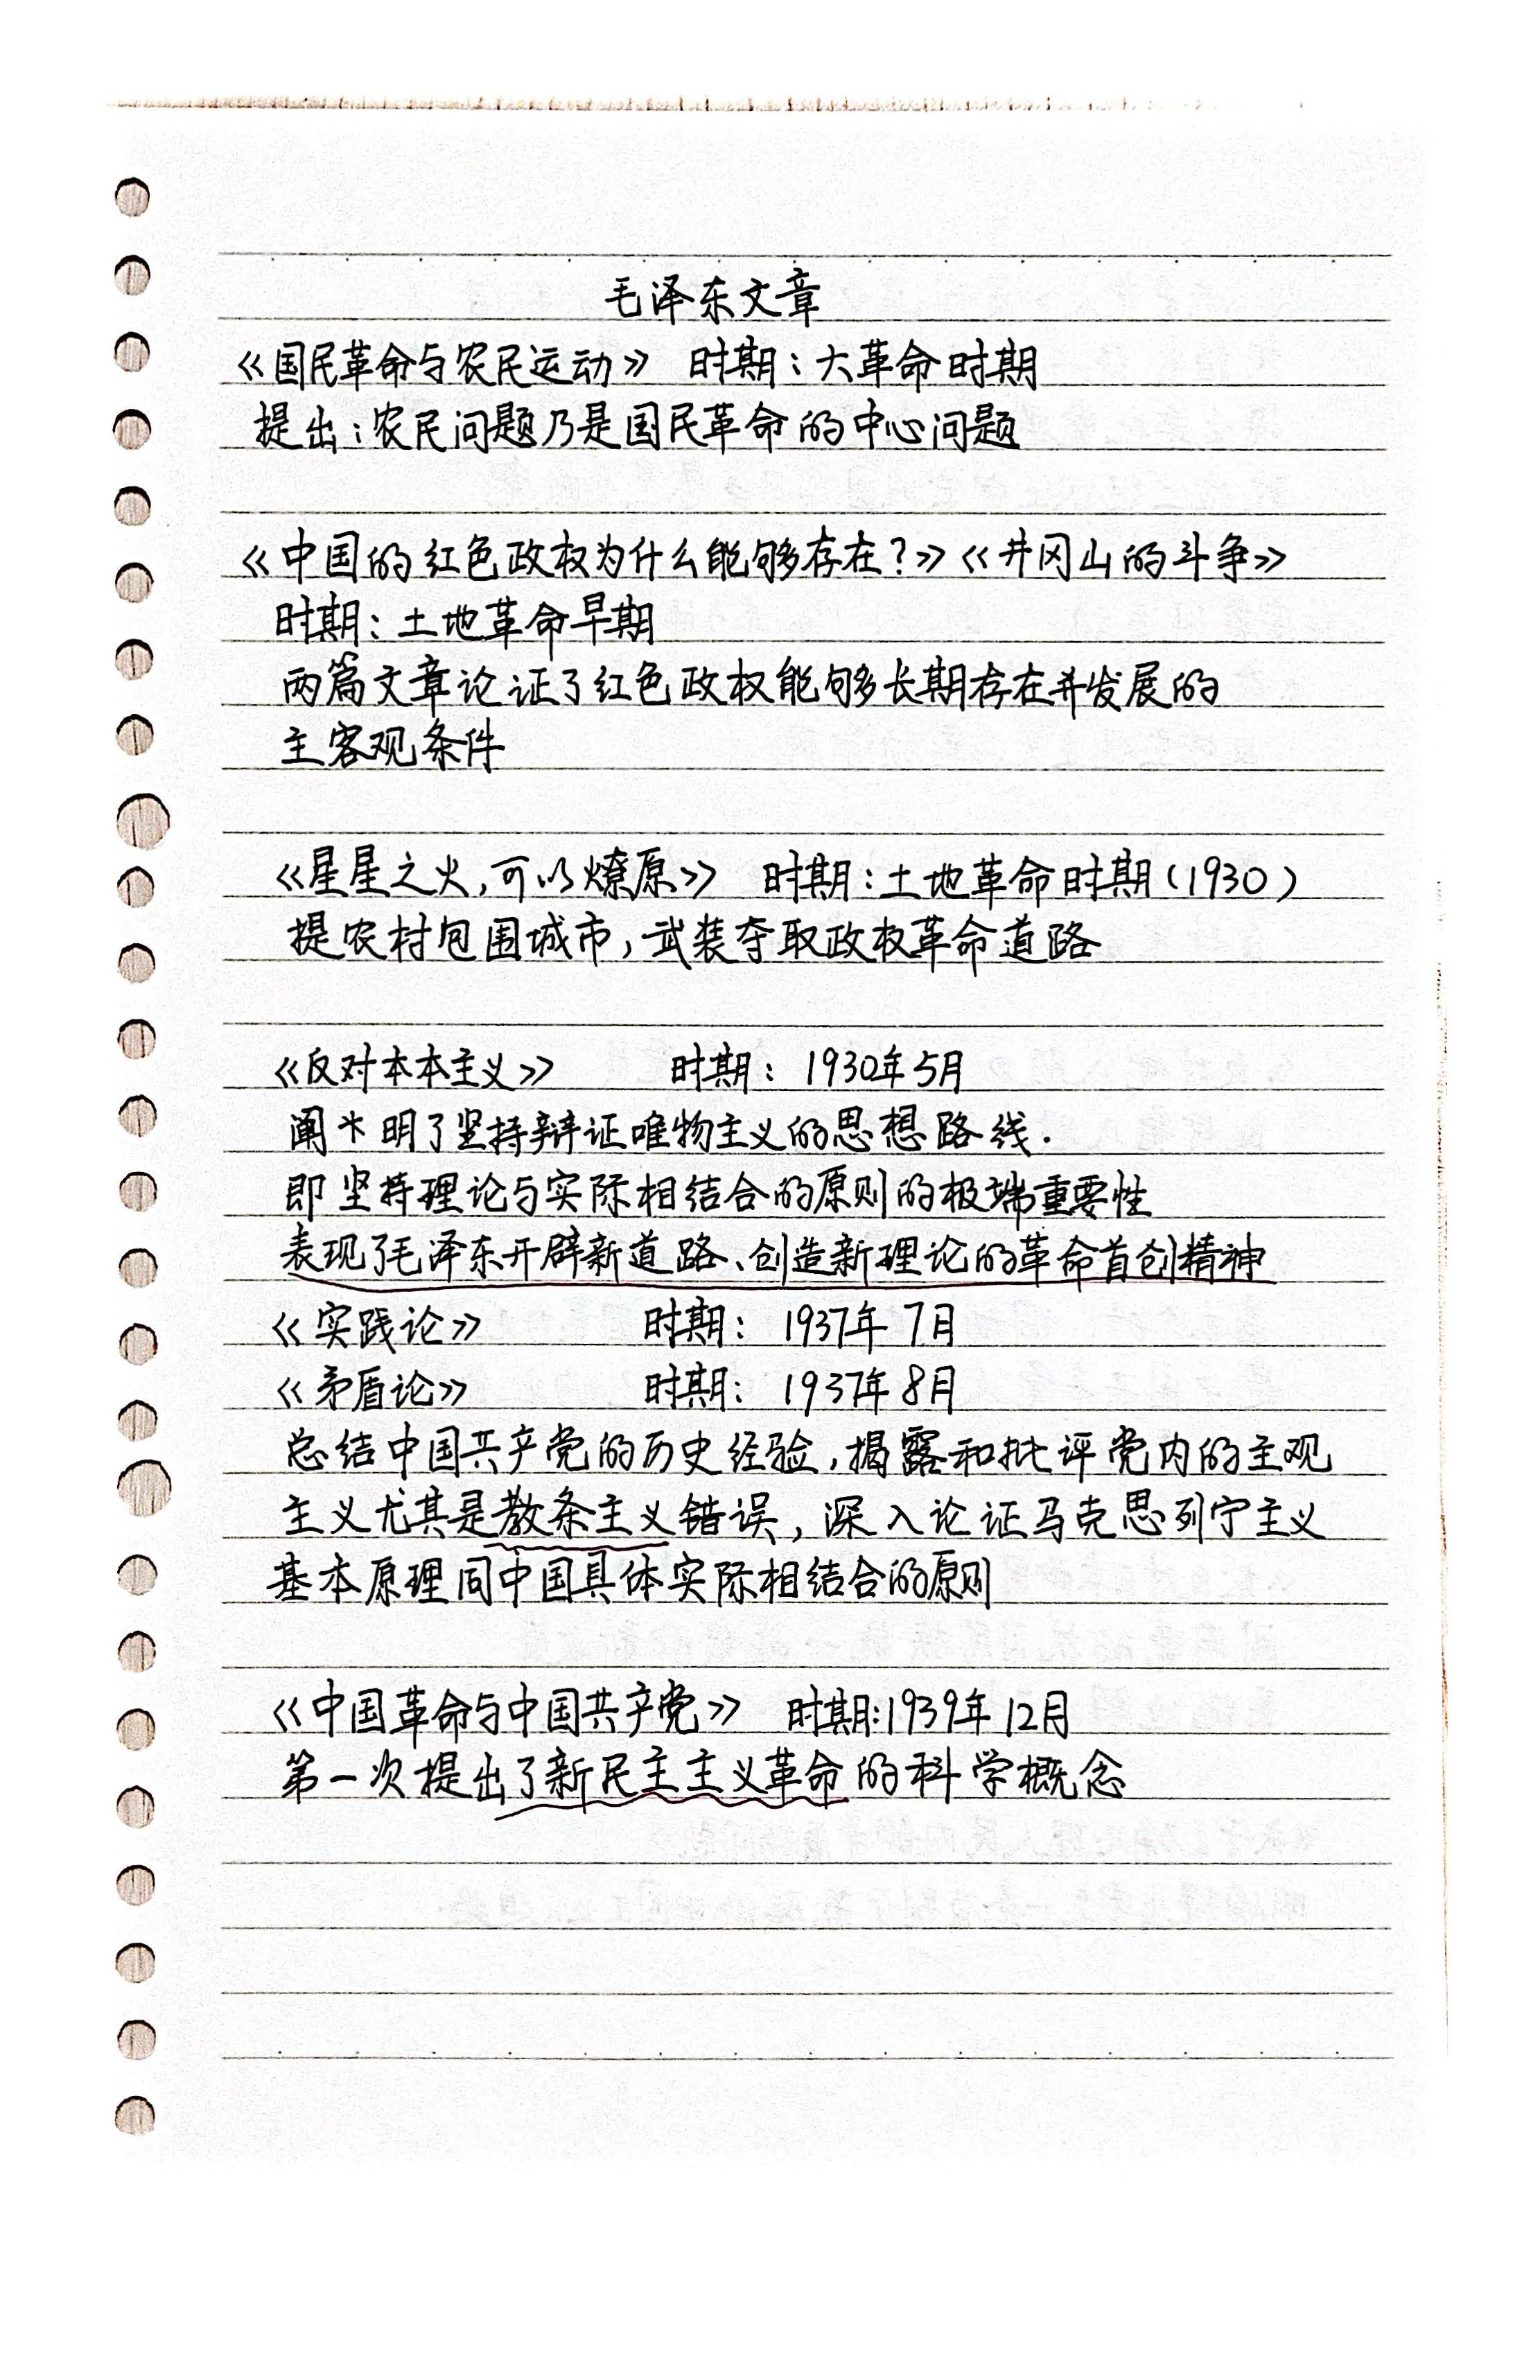 毛泽东文章
《国民革命与农民运动》 时期：大革命时期
提出：农民问题乃是国民革命的中心问题
《中国的红色政权为什么能够存在？》《井冈山的斗争》
时期：土地革命早期
两篇文章论证了红色政权能够长期存在并发展的
主客观条件
《星星之火，可以燎原》 时期：土地革命时期（1930）
提农村包围城市，武装夺取政权革命道路
《反对本本主义》 时期： 1930年5月
阐明了坚持辩证唯物主义的思想路线.
即坚持理论与实际相结合的原则的极端重要性
表现了毛泽东开辟新道路、创造新理论的革命首创精神
《实践论》 时期： 1937年7月
《矛盾论》 时期： 1937年8月
总结中国共产党的历史经验，揭露和批评党内的主观
主义尤其是教条主义错误，深入论证马克思列宁主义
基本原理同中国具体实际相结合的原则
《中国革命与中国共产党》 时期:1939年12月
第一次提出了新民主主义革命的科学概念